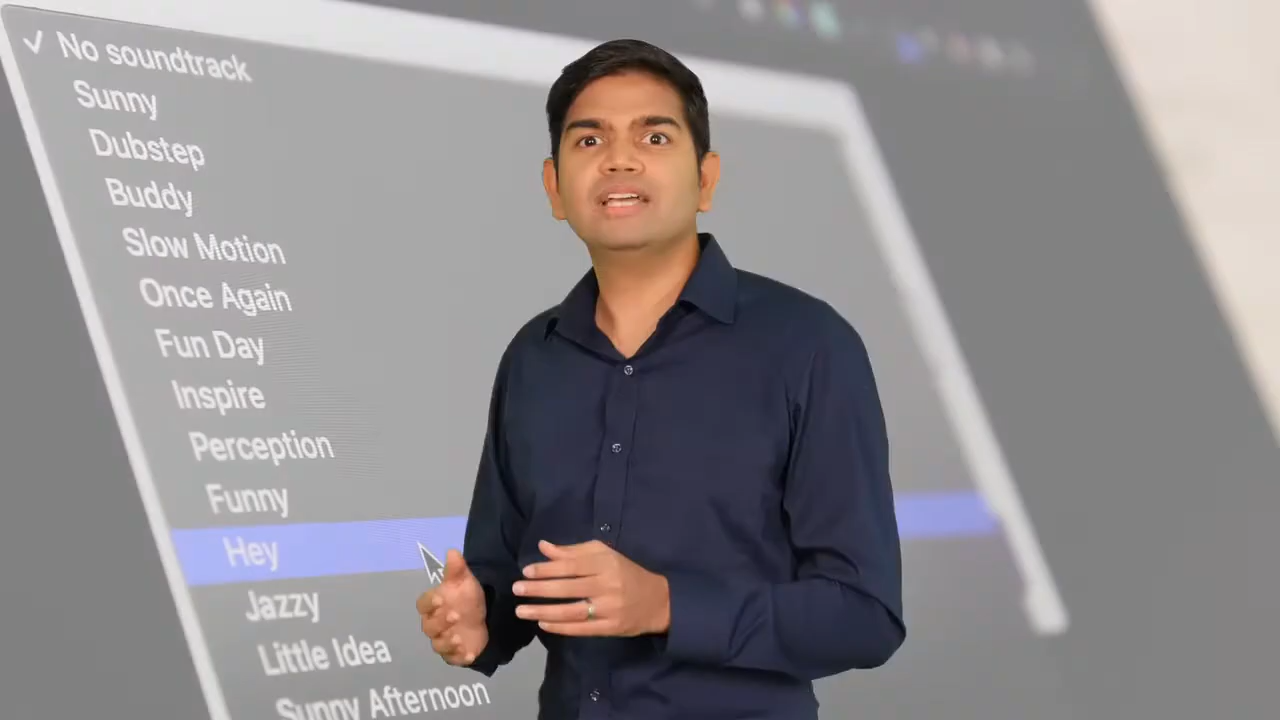 ✓ No soundtrack
Sunny
Dubstep
Buddy
Slow Motion
Once Again
Fun Day
Inspire
Perception
Funny
Hey
Jazzy
Little Idea
Sunny Afternoon